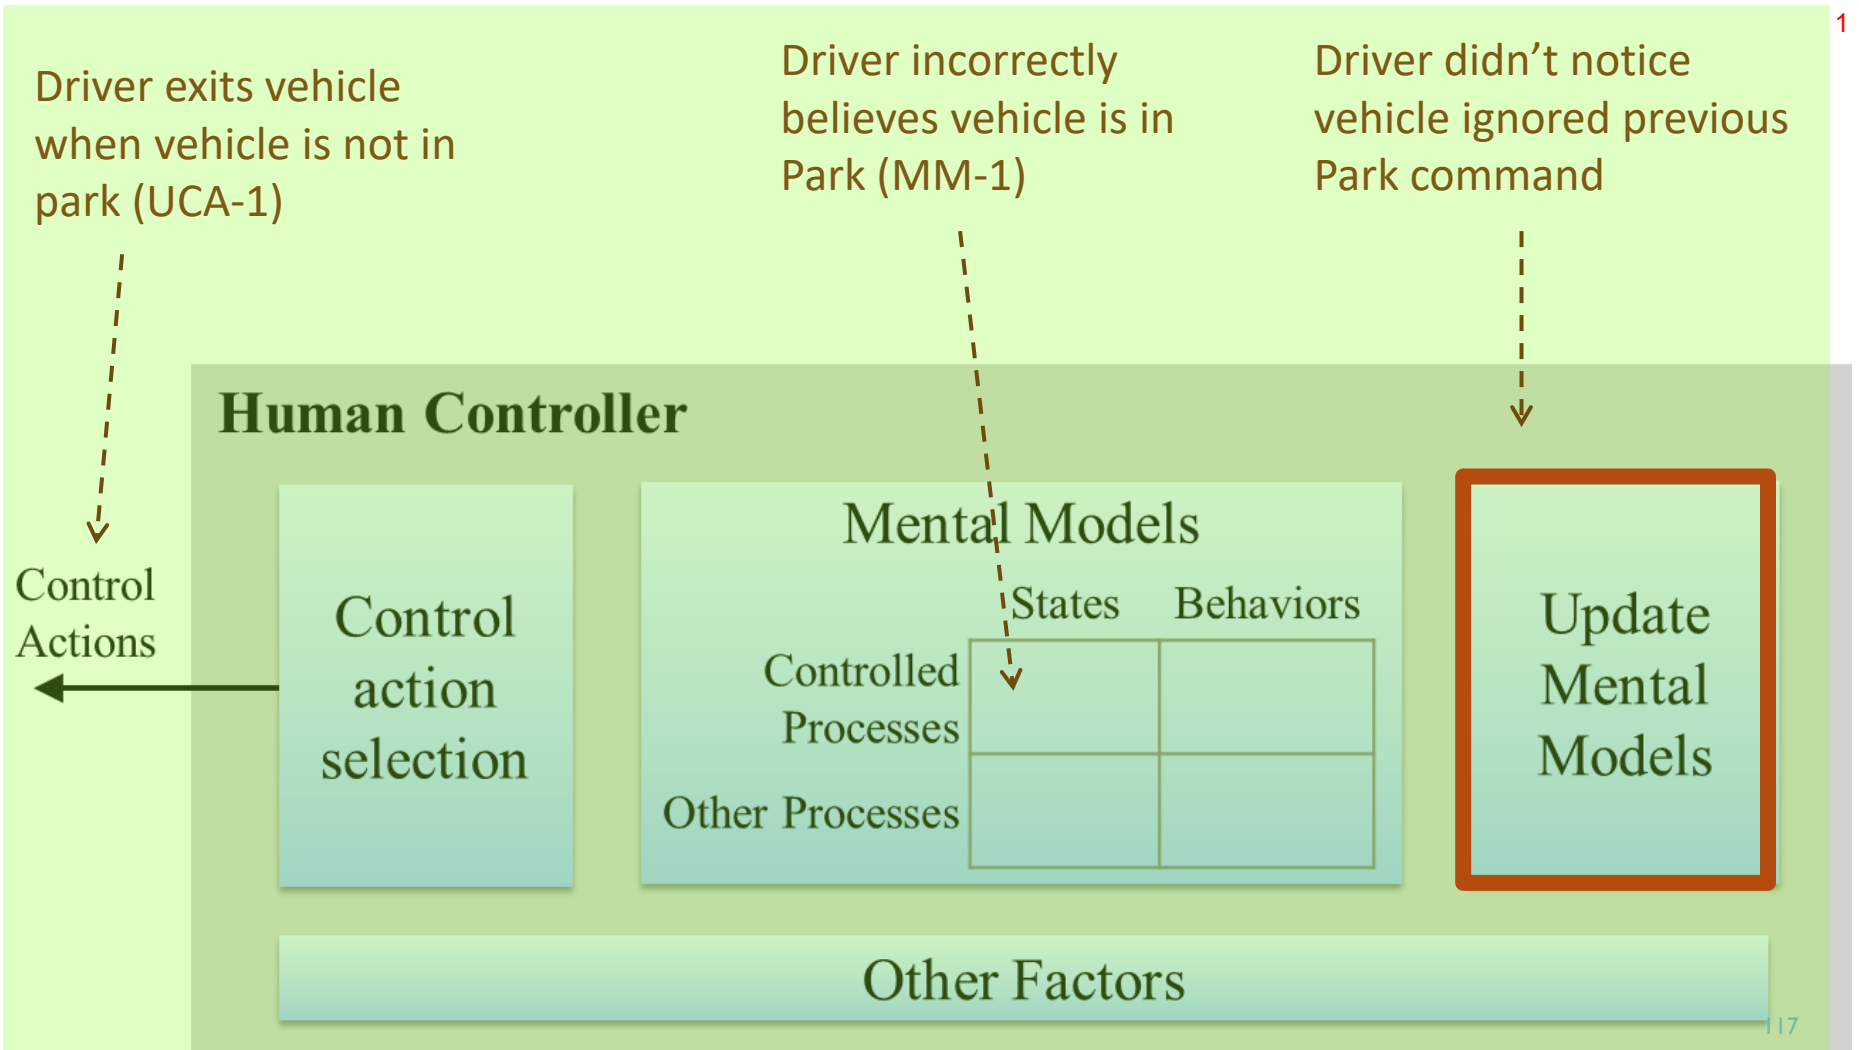 1
Driver exits vehicle
when vehicle is not in
park (UCA-1)
Driver incorrectly
believes vehicle is in
Park (MM-1)
Driver didn’t notice
vehicle ignored previous
Park command
Human Controller
Control
Actions
Control
action
selection
Mental Models
States Behaviors
Controlled
Processes
Other Processes
Update
Mental
Models
Other Factors
117